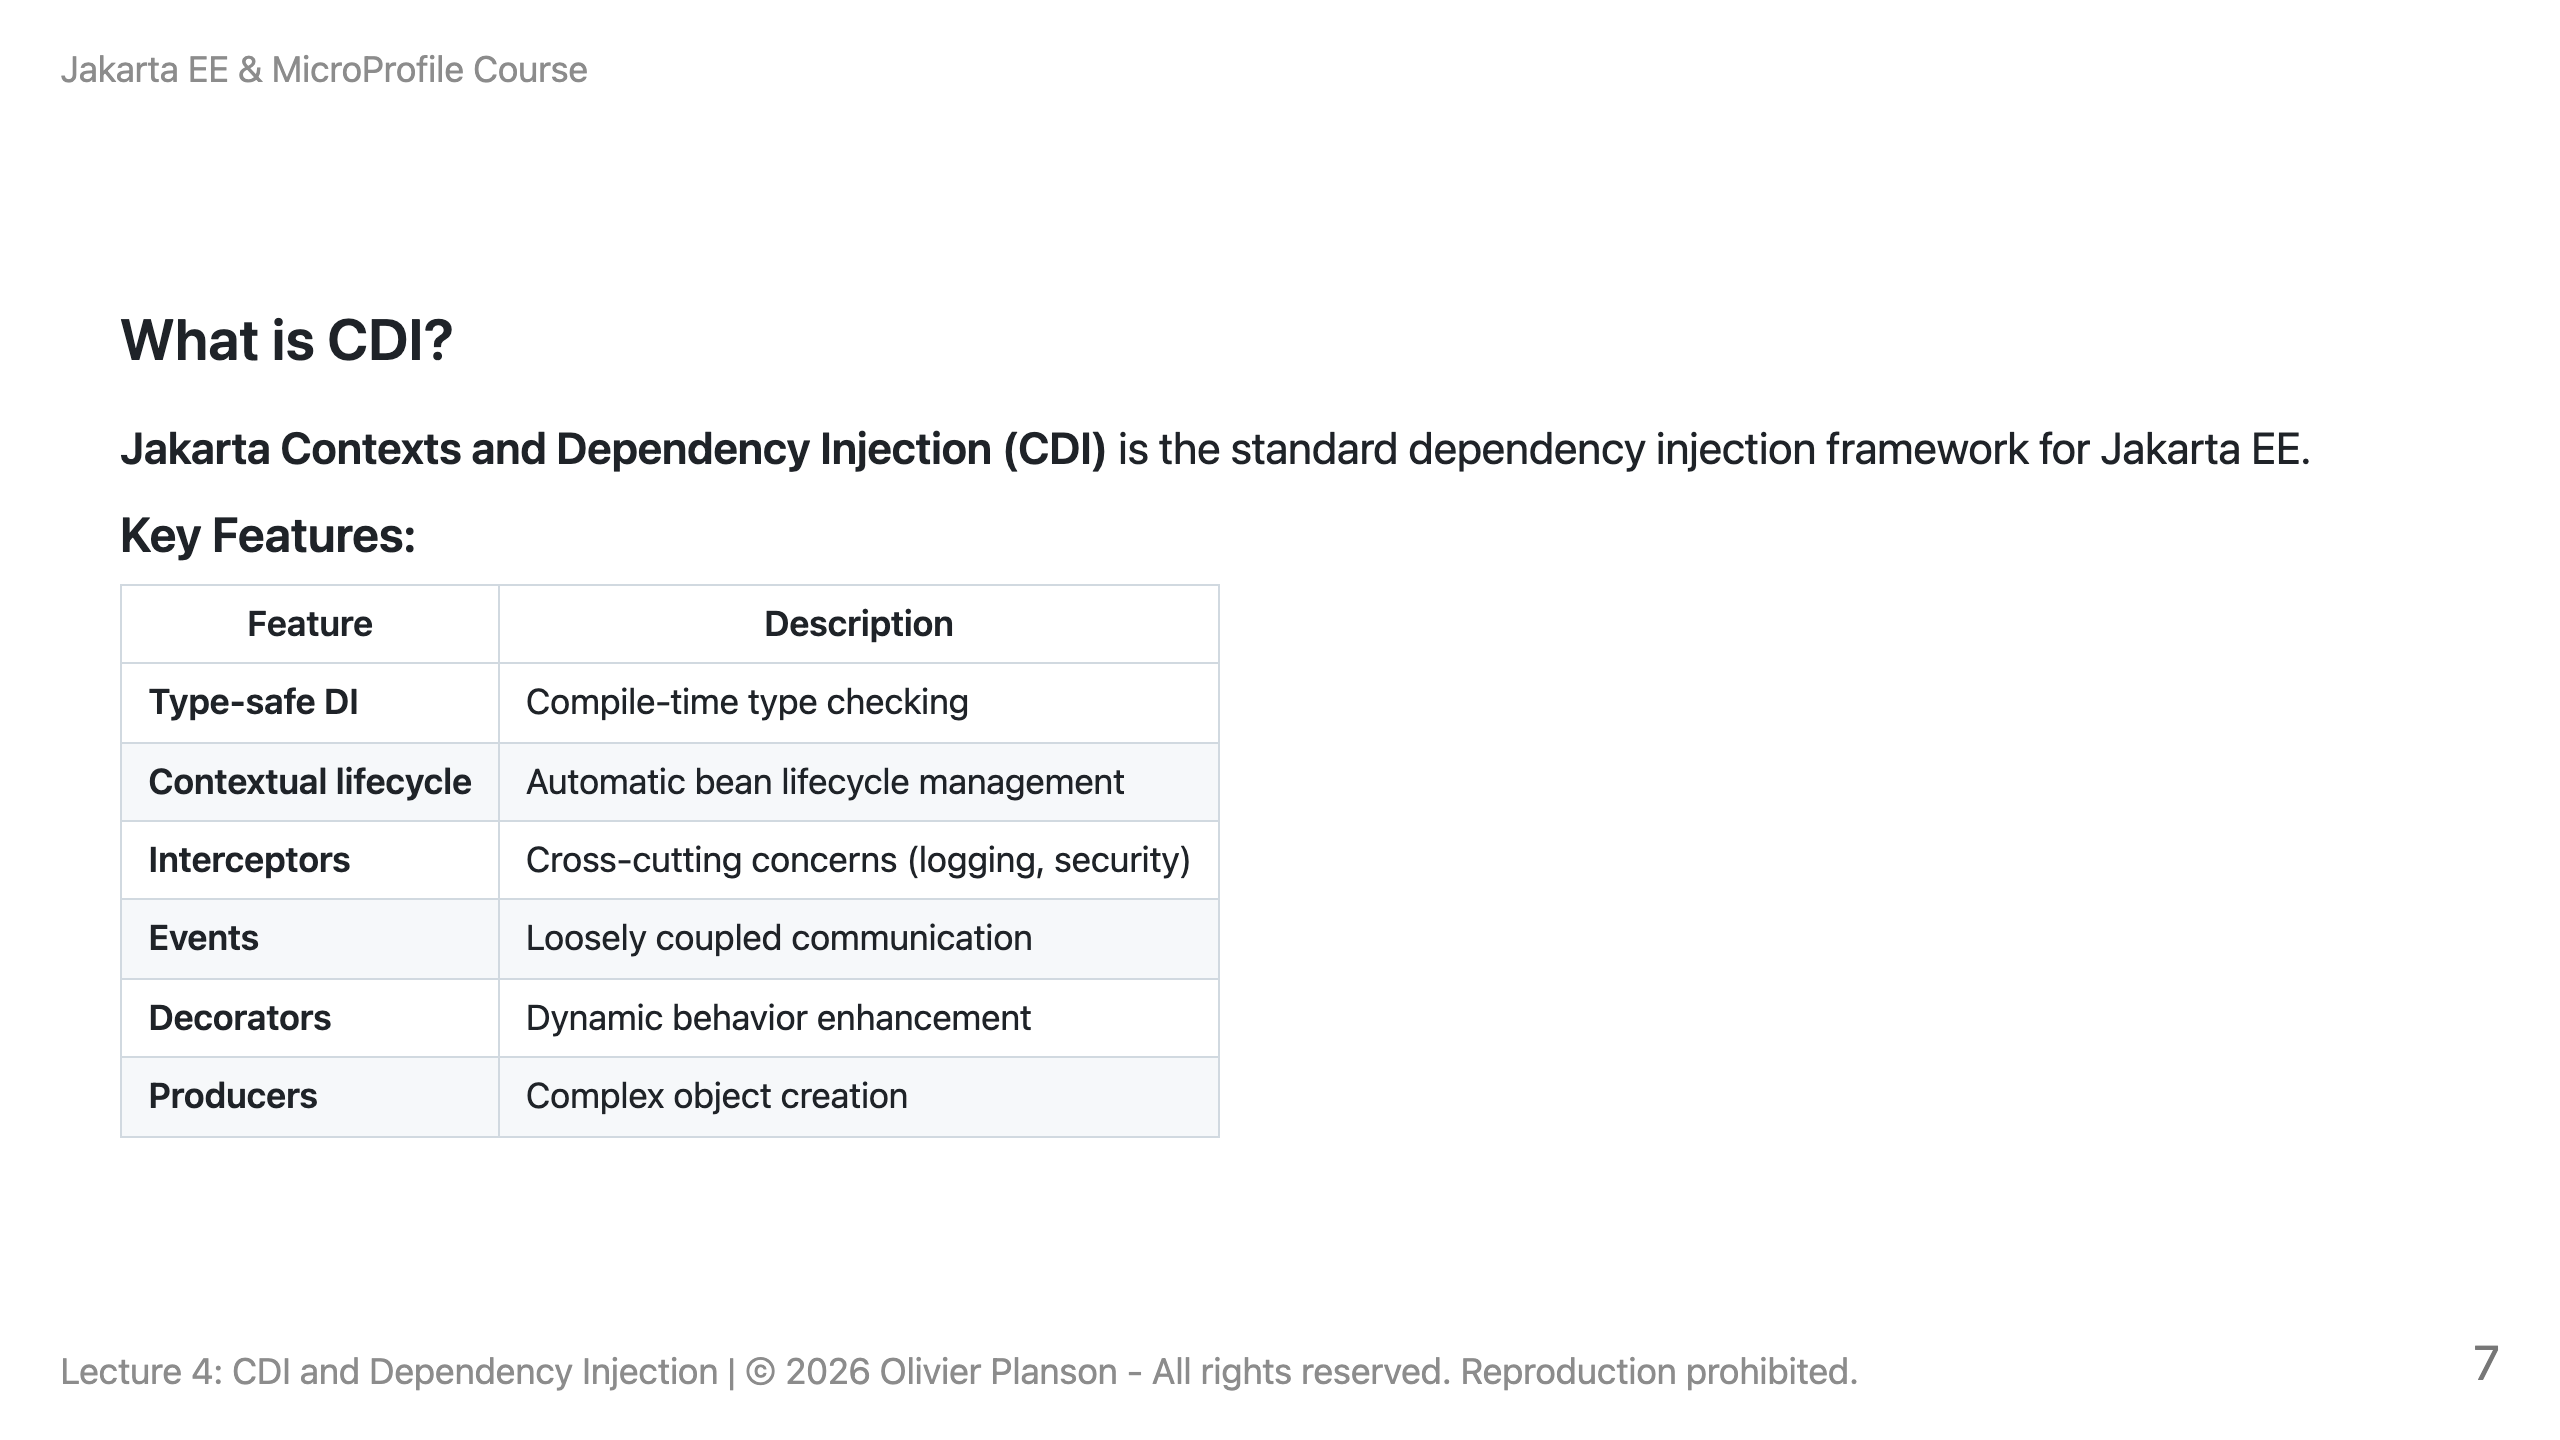 Jakarta EE & MicroProfile Course
What is CDI?
Jakarta Contexts and Dependency Injection (CDI) is the standard dependency injection framework for Jakarta EE.
Key Features:
Feature Description
Type-safe DI Compile-time type checking
Contextual lifecycle Automatic bean lifecycle management
Interceptors Cross-cutting concerns (logging, security)
Events Loosely coupled communication
Decorators Dynamic behavior enhancement
Producers Complex object creation
Lecture 4: CDI and Dependency Injection | © 2026 Olivier Planson - All rights reserved. Reproduction prohibited.
7